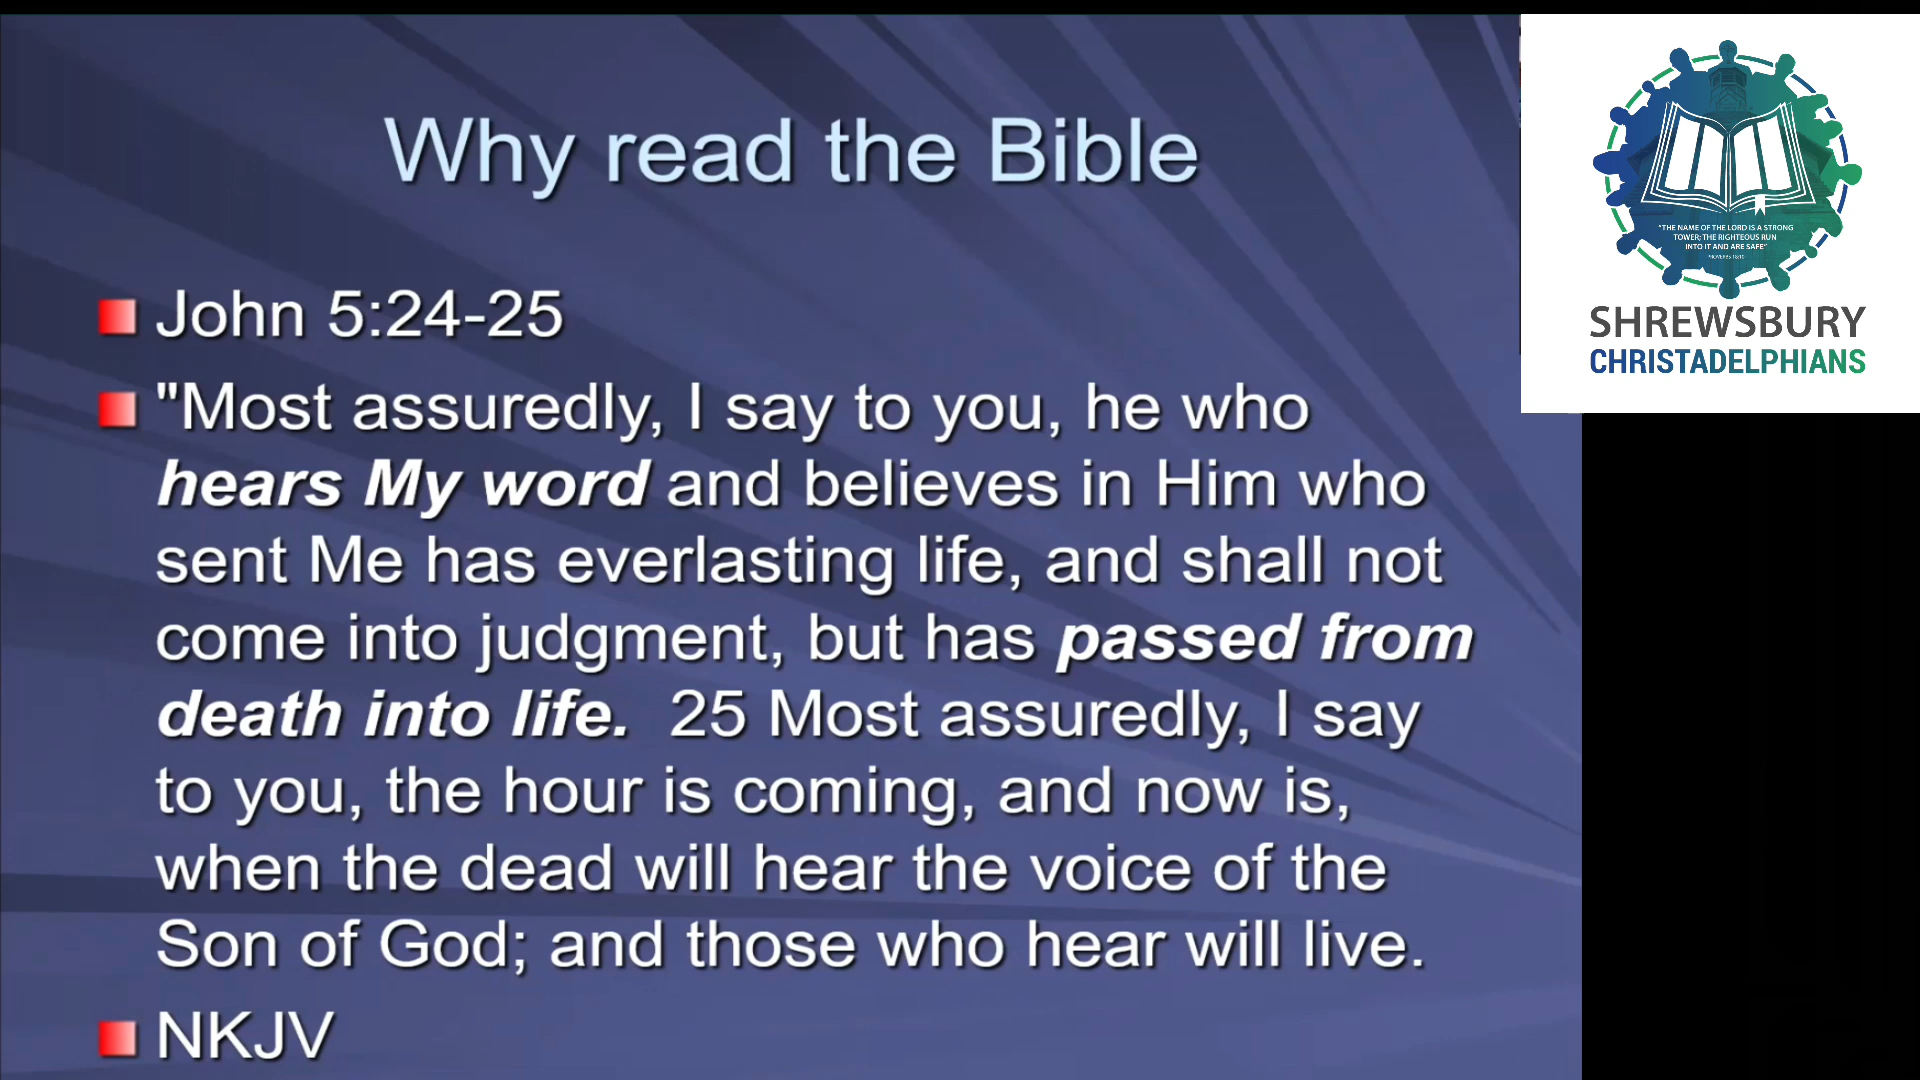 Why read the Bible
John 5:24-25
"Most assuredly, I say to you, he who
hears My word and believes in Him who
sent Me has everlasting life, and shall not
come into judgment, but has passed from
death into life. 25 Most assuredly, I say
to you, the hour is coming, and now is,
when the dead will hear the voice of the
Son of God; and those who hear will live.
NKJV
"THE NAME OF THE LORD IS A STRONG
TOWER; THE RIGHTEOUS RUN
INTO IT AND ARE SAFE"
PROVERBS 18:10
SHREWSBURY
CHRISTADELPHIANS